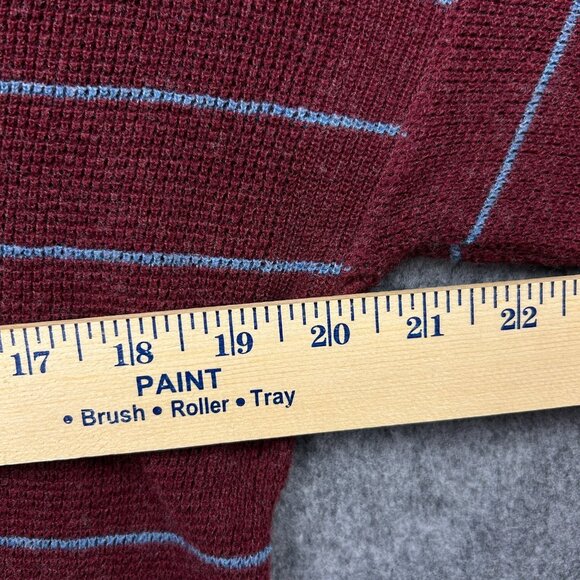 17 18 19 20 21 22
PAINT
• Brush • Roller • Tray